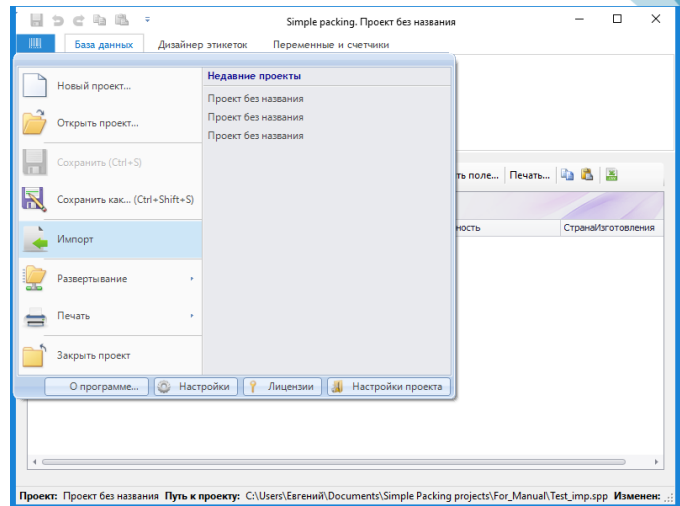 Simple packing. Проект без названия
База данных Дизайнер этикеток Переменные и счетчики
Недавние проекты
Новый проект...
Проект без названия
Открыть проект...
Проект без названия
Проект без названия
Сохранить (Ctrl+S)
ть поле... Печать...
Сохранить как... (Ctrl+Shift+S)
ность СтранаИзготовления
Импорт
Развертывание
Печать
Закрыть проект
О программе... Настройки Лицензии Настройки проекта
Проект: Проект без названия Путь к проекту: C:\Users\Евгений\Documents\Simple Packing projects\For_Manual\Test_imp.spp Изменен: